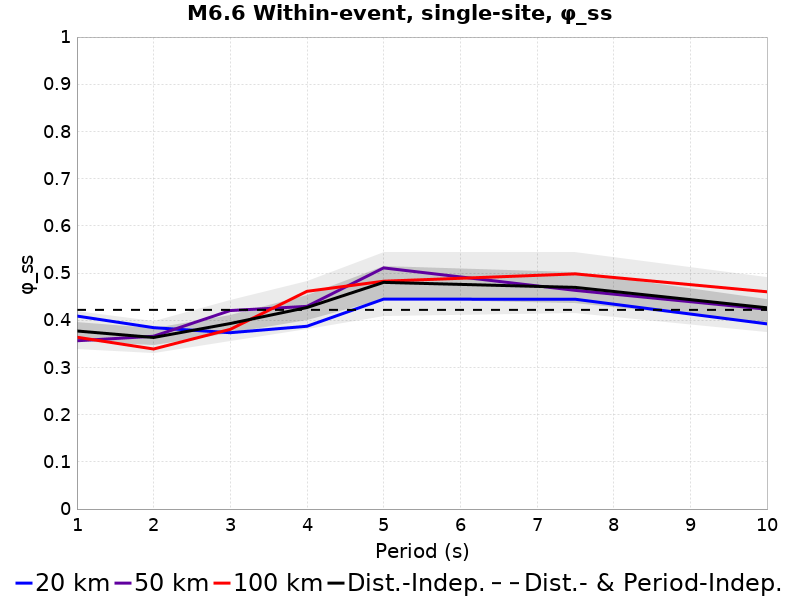 M6.6 Within-event, single-site, φ_ss
1
0.9
0.8
0.7
0.6
0.5
0.4
0.3
0.2
0.1
0
φ_ss
1 2 3 4 5 6 7 8 9 10
Period (s)
20 km 50 km 100 km Dist.-Indep. Dist.- & Period-Indep.